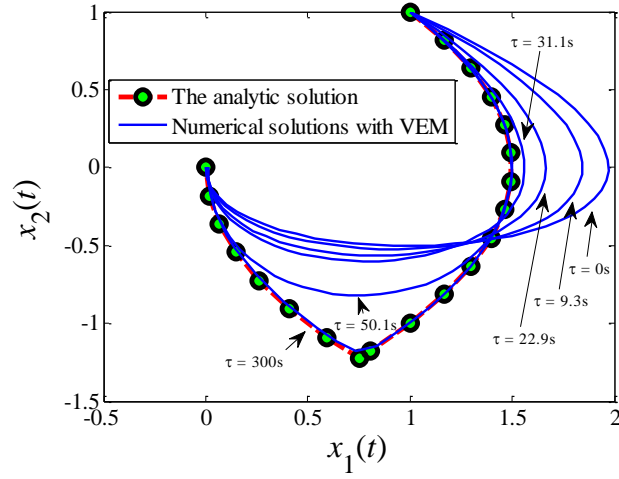 1
0.5
0
-0.5
-1
-1.5
-0.5
0
0.5
1
1.5
2
x₂(t)
x₁(t)
The analytic solution
Numerical solutions with VEM
τ = 31.1s
τ = 0s
τ = 9.3s
τ = 22.9s
τ = 50.1s
τ = 300s